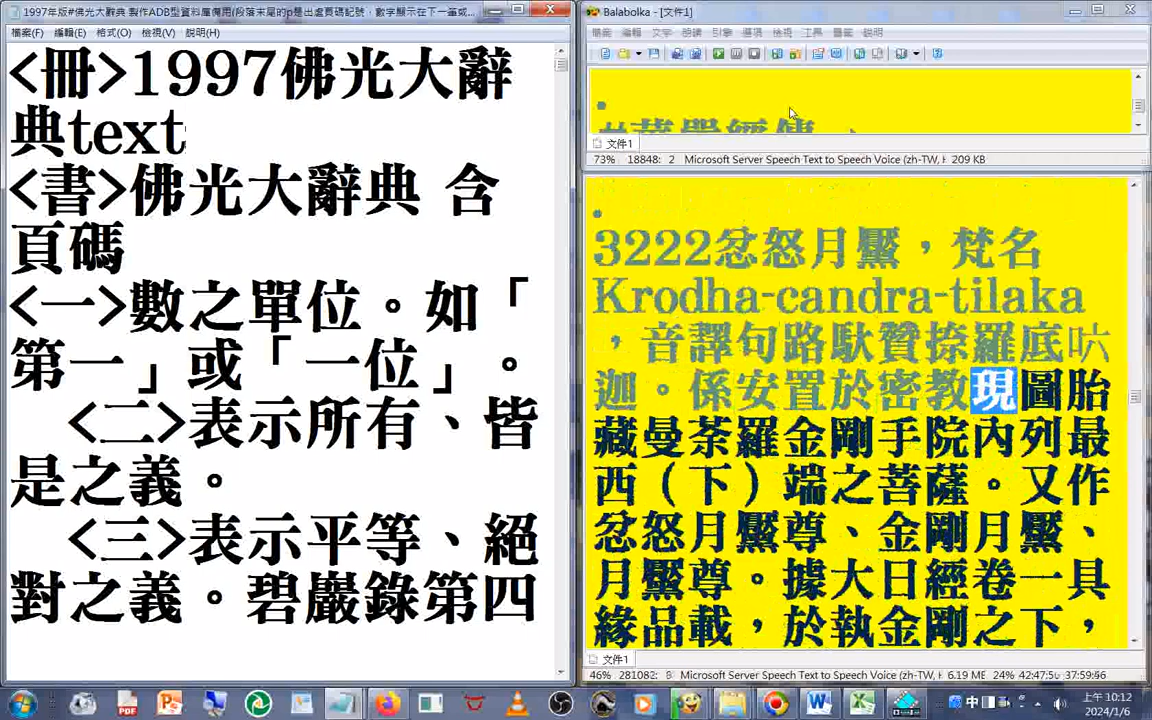 1997年版#佛光大辭典 製作ADB型資料庫備用(段落末尾的p是出處頁碼記號，數字顯示在下一筆或...
檔案(F) 編輯(E) 格式(O) 檢視(V) 說明(H)
<冊>1997佛光大辭
典text
<書>佛光大辭典 含
頁碼
<一>數之單位。如「
第一」或「一位」。
<二>表示所有、皆
是之義。
<三>表示平等、絕
對之義。碧巖錄第四
Balabolka - [文件1]
檔案 編輯 文字 朗讀 引擎 選項 檢視 工具 視窗 說明
文件1
73% 18848: 2 Microsoft Server Speech Text to Speech Voice (zh-TW, H 209 KB
3222忿怒月黶，梵名
Krodha-candra-tilaka
，音譯句路馱贊捺羅底𠯈
迦。係安置於密教現圖胎
藏曼荼羅金剛手院內列最
西（下）端之菩薩。又作
忿怒月黶尊、金剛月黶、
月黶尊。據大日經卷一具
緣品載，於執金剛之下，
文件1
46% 281082: 8 Microsoft Server Speech Text to Speech Voice (zh-TW, H 6.19 ME 24% 42:47:50 37:59:46
中
上午 10:12
2024/1/6